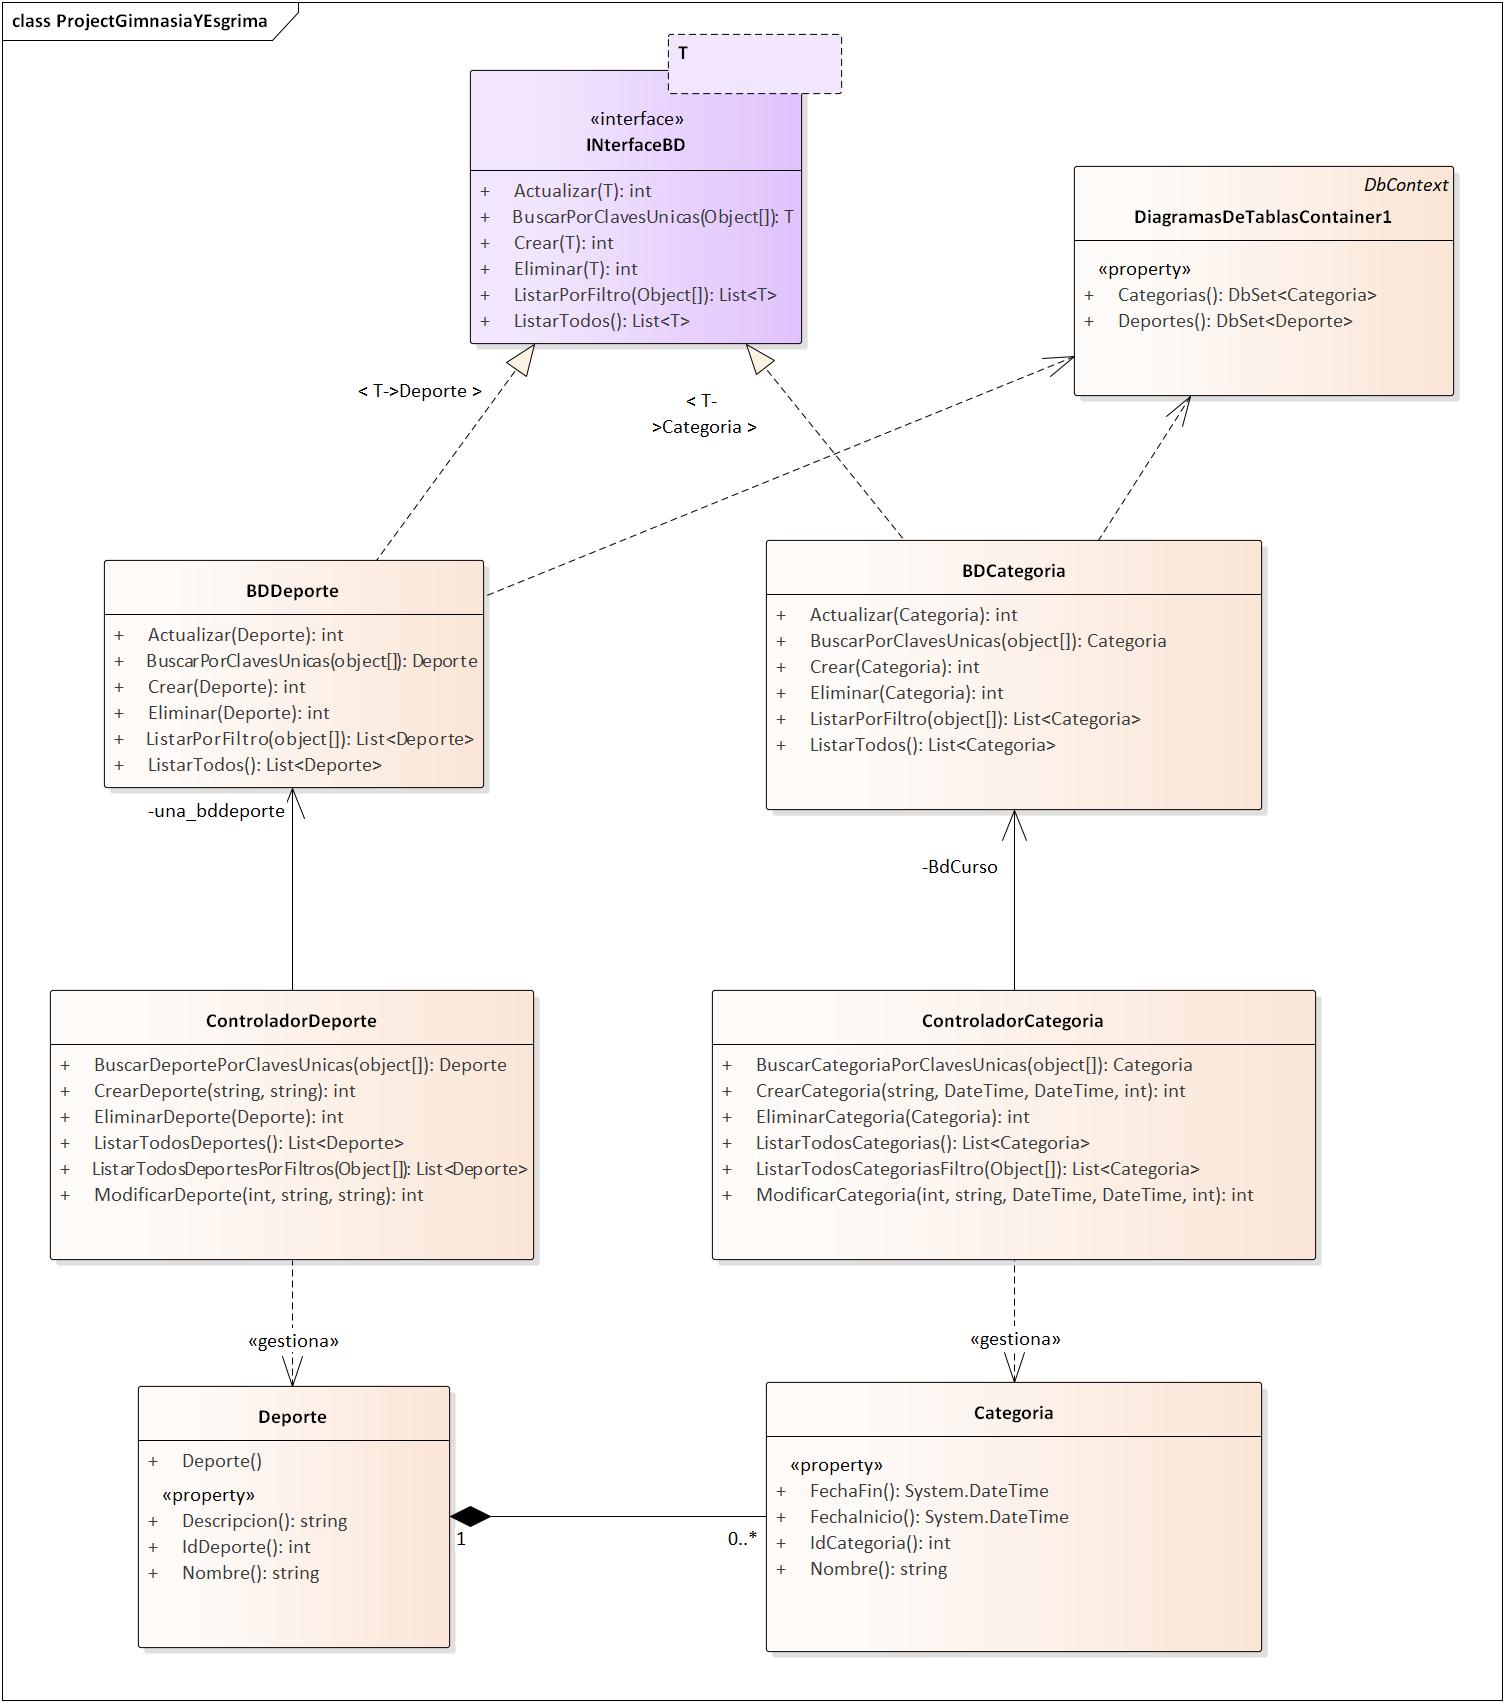 class ProjectGimnasiaYEsgrima
T
«interface»
INterfaceBD
+ Actualizar(T): int
+ BuscarPorClavesUnicas(Object[]): T
+ Crear(T): int
+ Eliminar(T): int
+ ListarPorFiltro(Object[]): List<T>
+ ListarTodos(): List<T>
DbContext
DiagramasDeTablasContainer1
«property»
+ Categorias(): DbSet<Categoria>
+ Deportes(): DbSet<Deporte>
< T->Deporte >
< T-
>Categoria >
BDDeporte
+ Actualizar(Deporte): int
+ BuscarPorClavesUnicas(object[]): Deporte
+ Crear(Deporte): int
+ Eliminar(Deporte): int
+ ListarPorFiltro(object[]): List<Deporte>
+ ListarTodos(): List<Deporte>
BDCategoria
+ Actualizar(Categoria): int
+ BuscarPorClavesUnicas(object[]): Categoria
+ Crear(Categoria): int
+ Eliminar(Categoria): int
+ ListarPorFiltro(object[]): List<Categoria>
+ ListarTodos(): List<Categoria>
-una_bddeporte
-BdCurso
ControladorDeporte
+ BuscarDeportePorClavesUnicas(object[]): Deporte
+ CrearDeporte(string, string): int
+ EliminarDeporte(Deporte): int
+ ListarTodosDeportes(): List<Deporte>
+ ListarTodosDeportesPorFiltros(Object[]): List<Deporte>
+ ModificarDeporte(int, string, string): int
ControladorCategoria
+ BuscarCategoriaPorClavesUnicas(object[]): Categoria
+ CrearCategoria(string, DateTime, DateTime, int): int
+ EliminarCategoria(Categoria): int
+ ListarTodosCategorias(): List<Categoria>
+ ListarTodosCategoriasFiltro(Object[]): List<Categoria>
+ ModificarCategoria(int, string, DateTime, DateTime, int): int
«gestiona»
«gestiona»
Deporte
+ Deporte()
«property»
+ Descripcion(): string
+ IdDeporte(): int
+ Nombre(): string
1
0..*
Categoria
«property»
+ FechaFin(): System.DateTime
+ FechaInicio(): System.DateTime
+ IdCategoria(): int
+ Nombre(): string